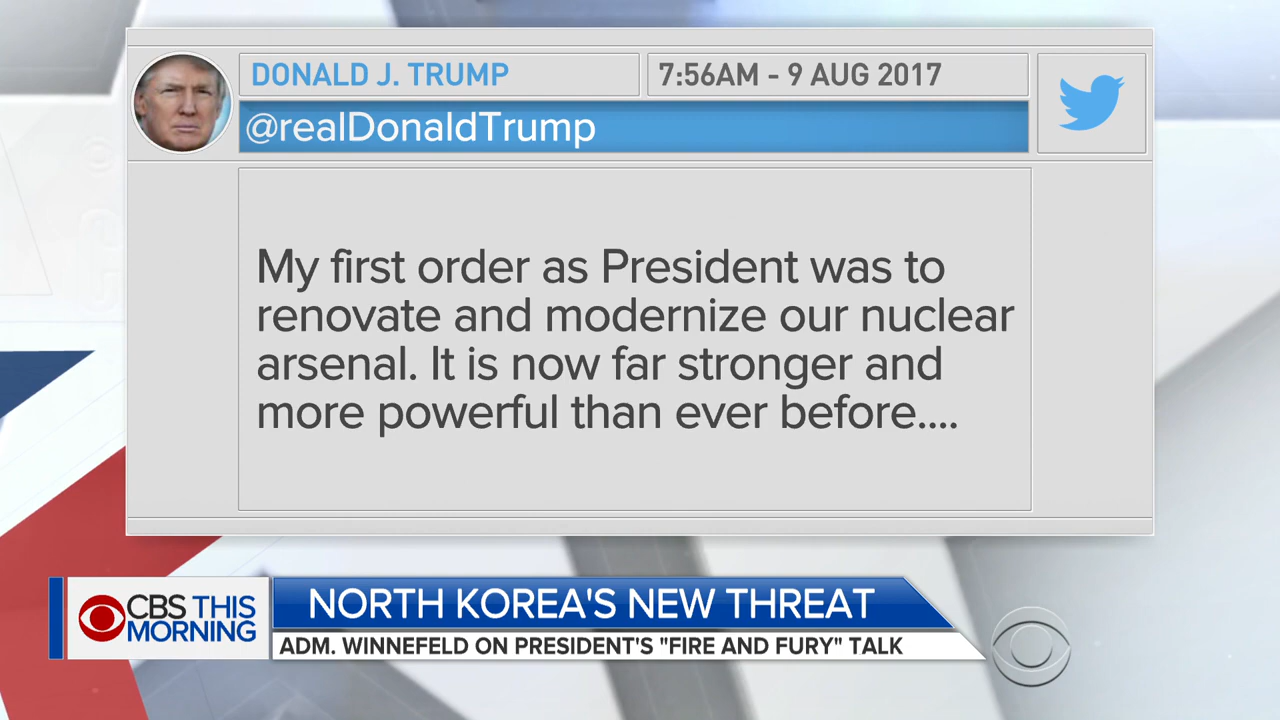 DONALD J. TRUMP
7:56AM - 9 AUG 2017
@realDonaldTrump
My first order as President was to
renovate and modernize our nuclear
arsenal. It is now far stronger and
more powerful than ever before....
CBS THIS
MORNING
NORTH KOREA'S NEW THREAT
ADM. WINNEFELD ON PRESIDENT'S "FIRE AND FURY" TALK